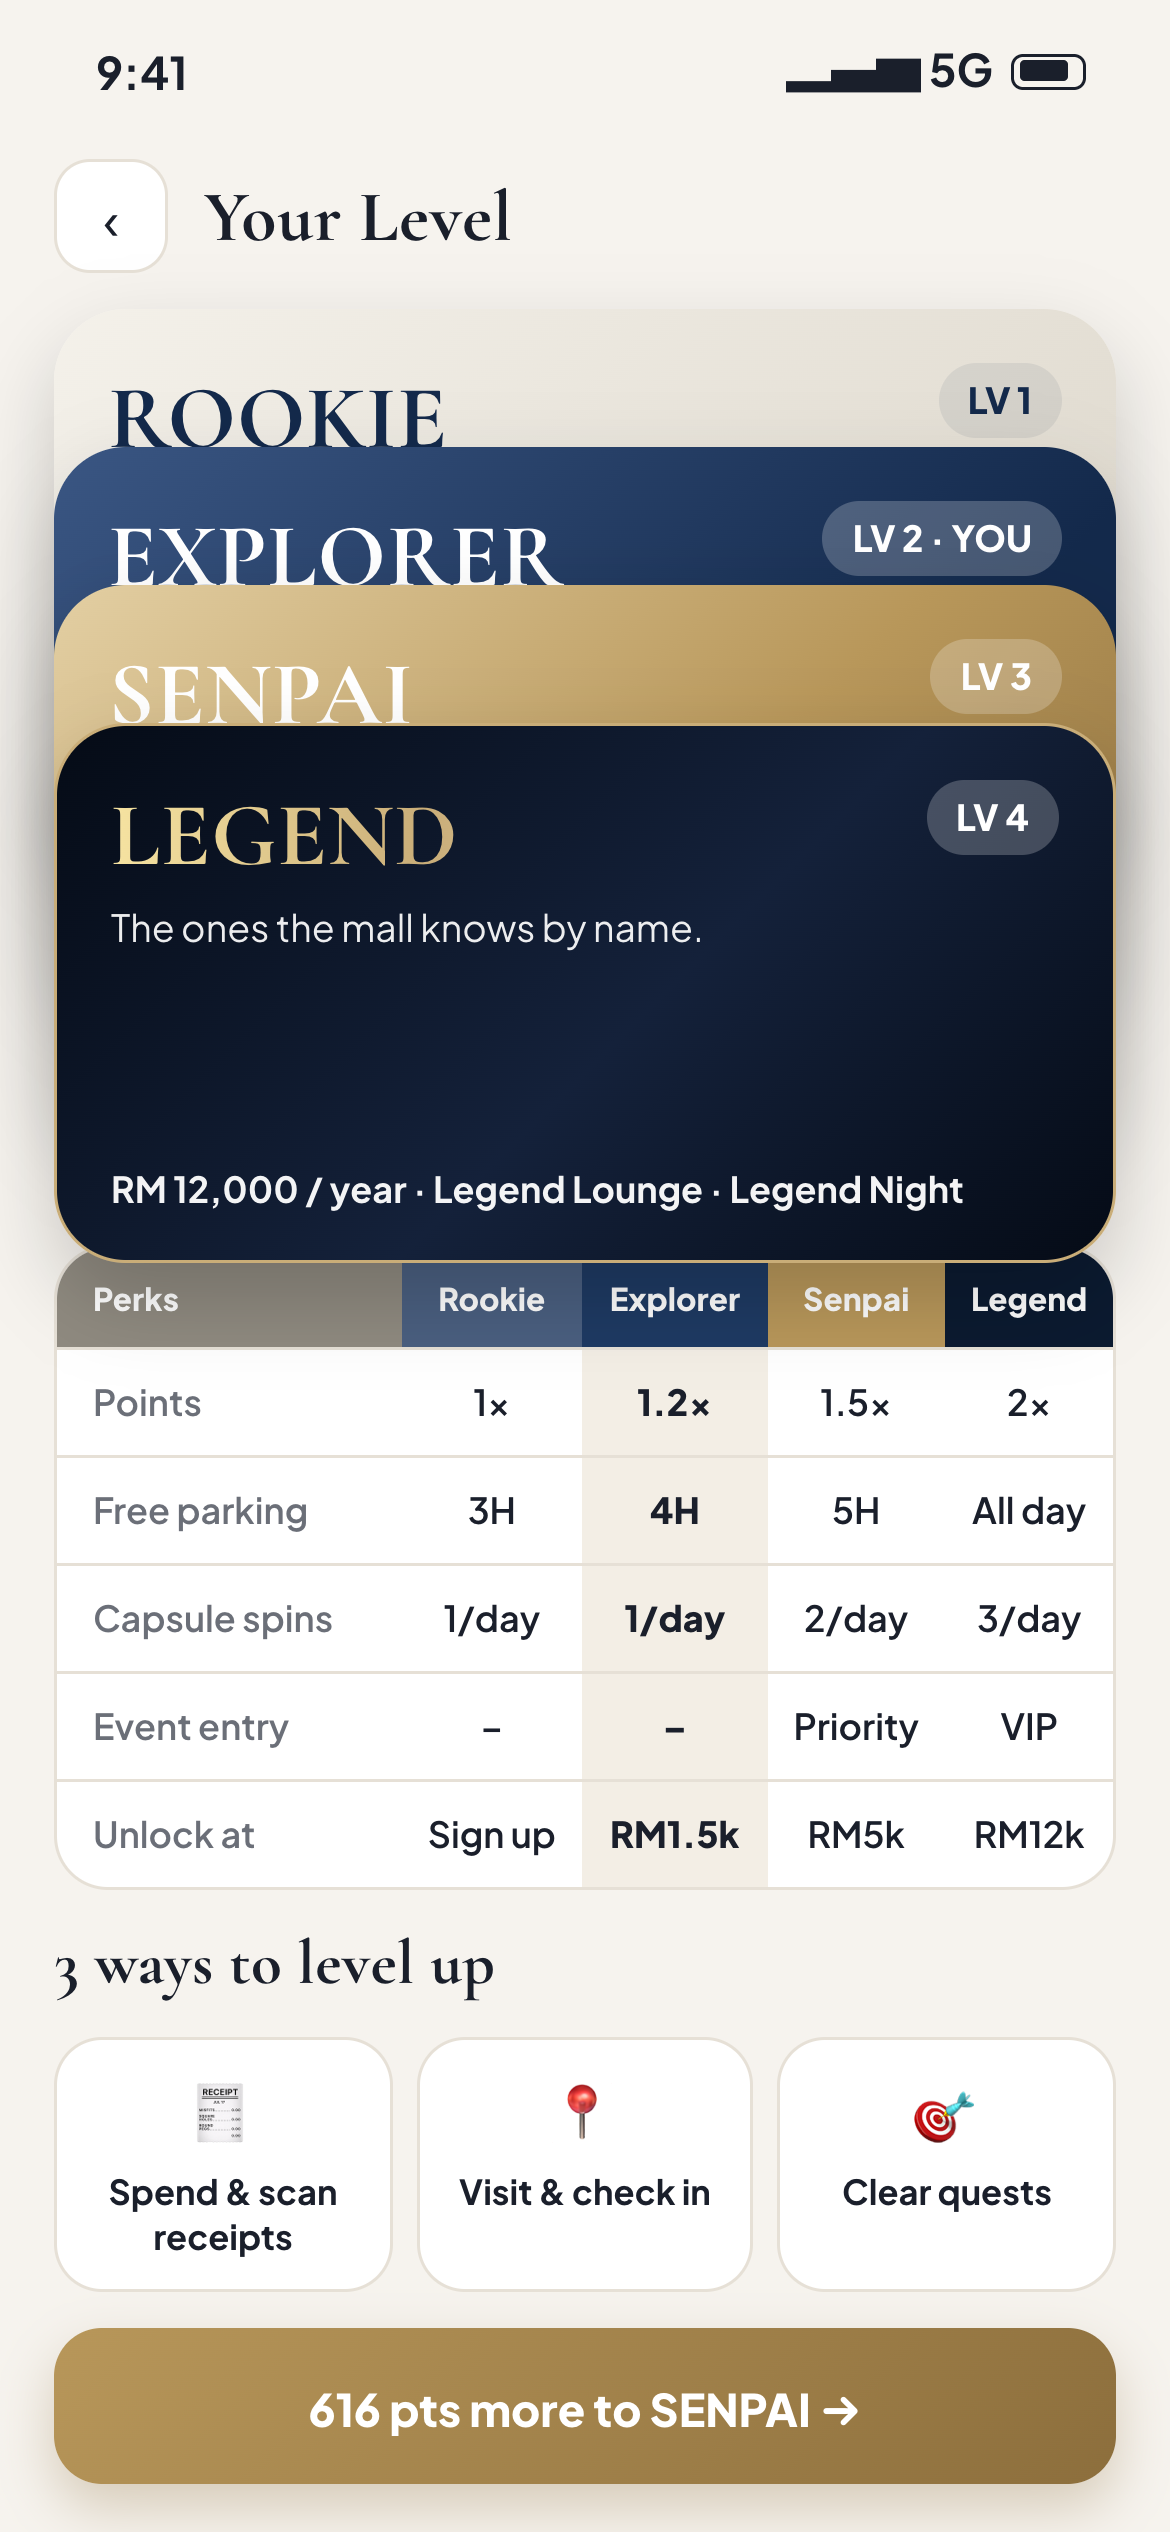 9:41
5G
‹
Your Level
ROOKIE
LV 1
EXPLORER
LV 2 · YOU
SENPAI
LV 3
LEGEND
LV 4
The ones the mall knows by name.
RM 12,000 / year · Legend Lounge · Legend Night
Perks Rookie Explorer Senpai Legend
Points 1× 1.2× 1.5× 2×
Free parking 3H 4H 5H All day
Capsule spins 1/day 1/day 2/day 3/day
Event entry – – Priority VIP
Unlock at Sign up RM1.5k RM5k RM12k
3 ways to level up
RECEIPT
Spend & scan
receipts
Visit & check in
Clear quests
616 pts more to SENPAI →